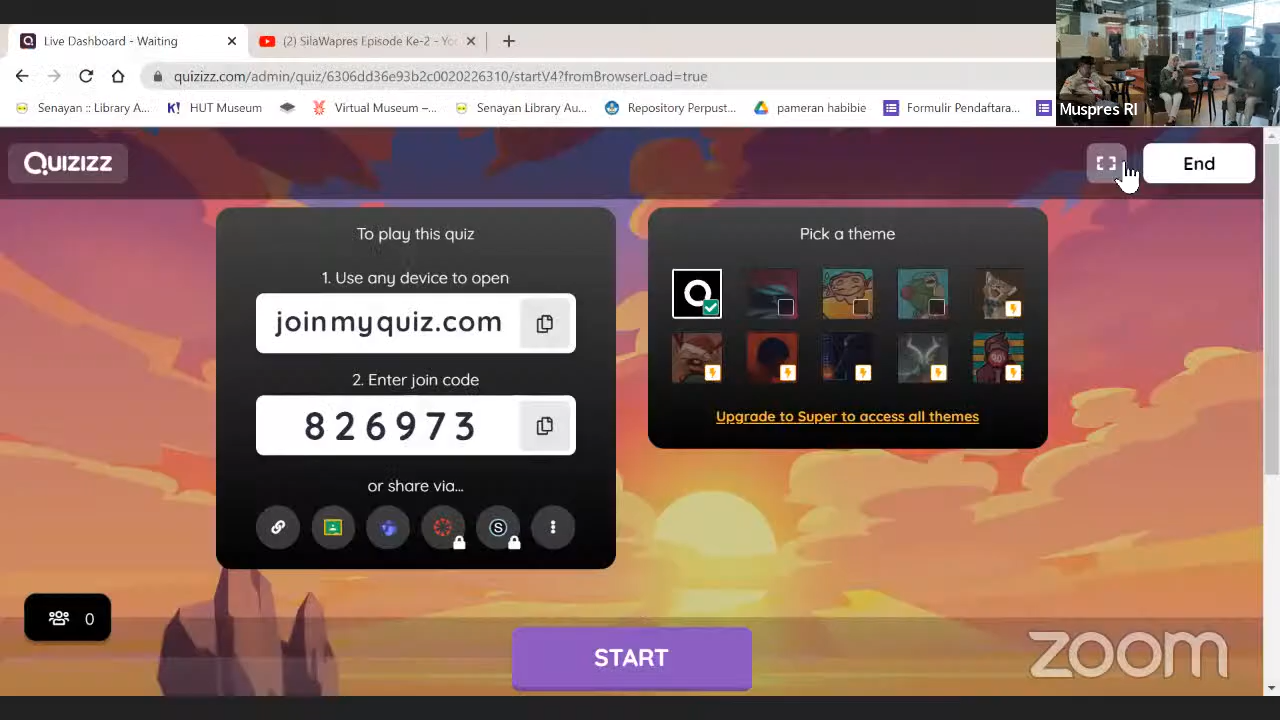 Live Dashboard - Waiting
(2) SilaWapres Episode Ke-2 - Yo
quizizz.com/admin/quiz/6306dd36e93b2c0020226310/startV4?fromBrowserLoad=true
Senayan :: Library A... HUT Museum Virtual Museum –... Senayan Library Au... Repository Perpust... pameran habibie Formulir Pendaftara...
Muspres RI
Quizizz
End
To play this quiz
1. Use any device to open
joinmyquiz.com
2. Enter join code
826973
or share via...
Pick a theme
Upgrade to Super to access all themes
0
START
zoom